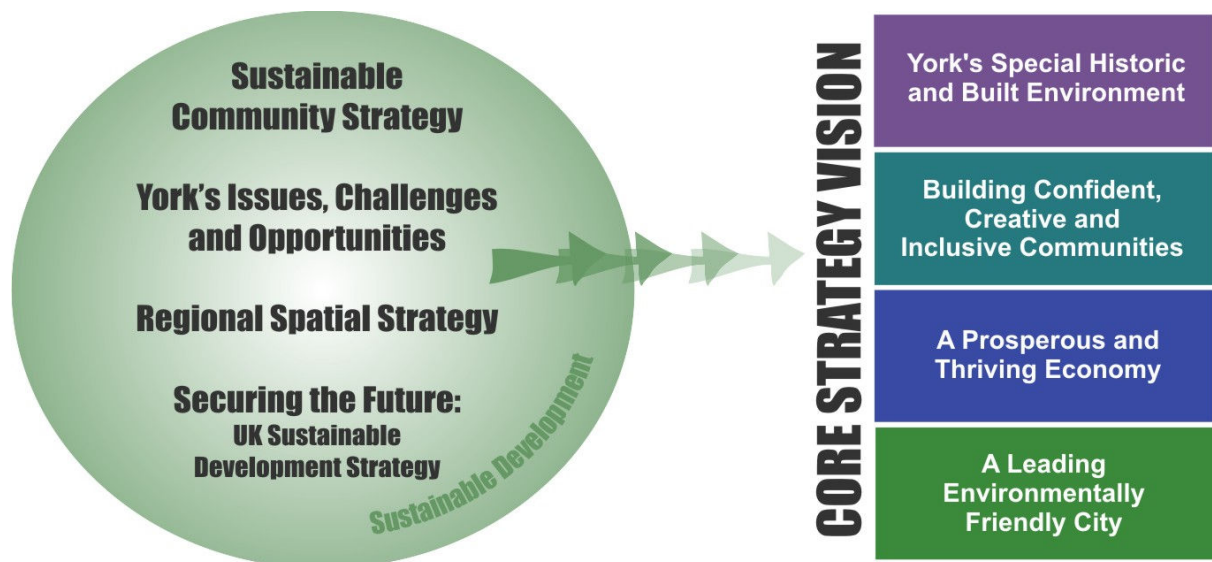 Sustainable
Community Strategy
York’s Issues, Challenges
and Opportunities
Regional Spatial Strategy
Securing the Future:
UK Sustainable
Development Strategy
Sustainable Development
CORE STRATEGY VISION
York's Special Historic
and Built Environment
Building Confident,
Creative and
Inclusive Communities
A Prosperous and
Thriving Economy
A Leading
Environmentally
Friendly City